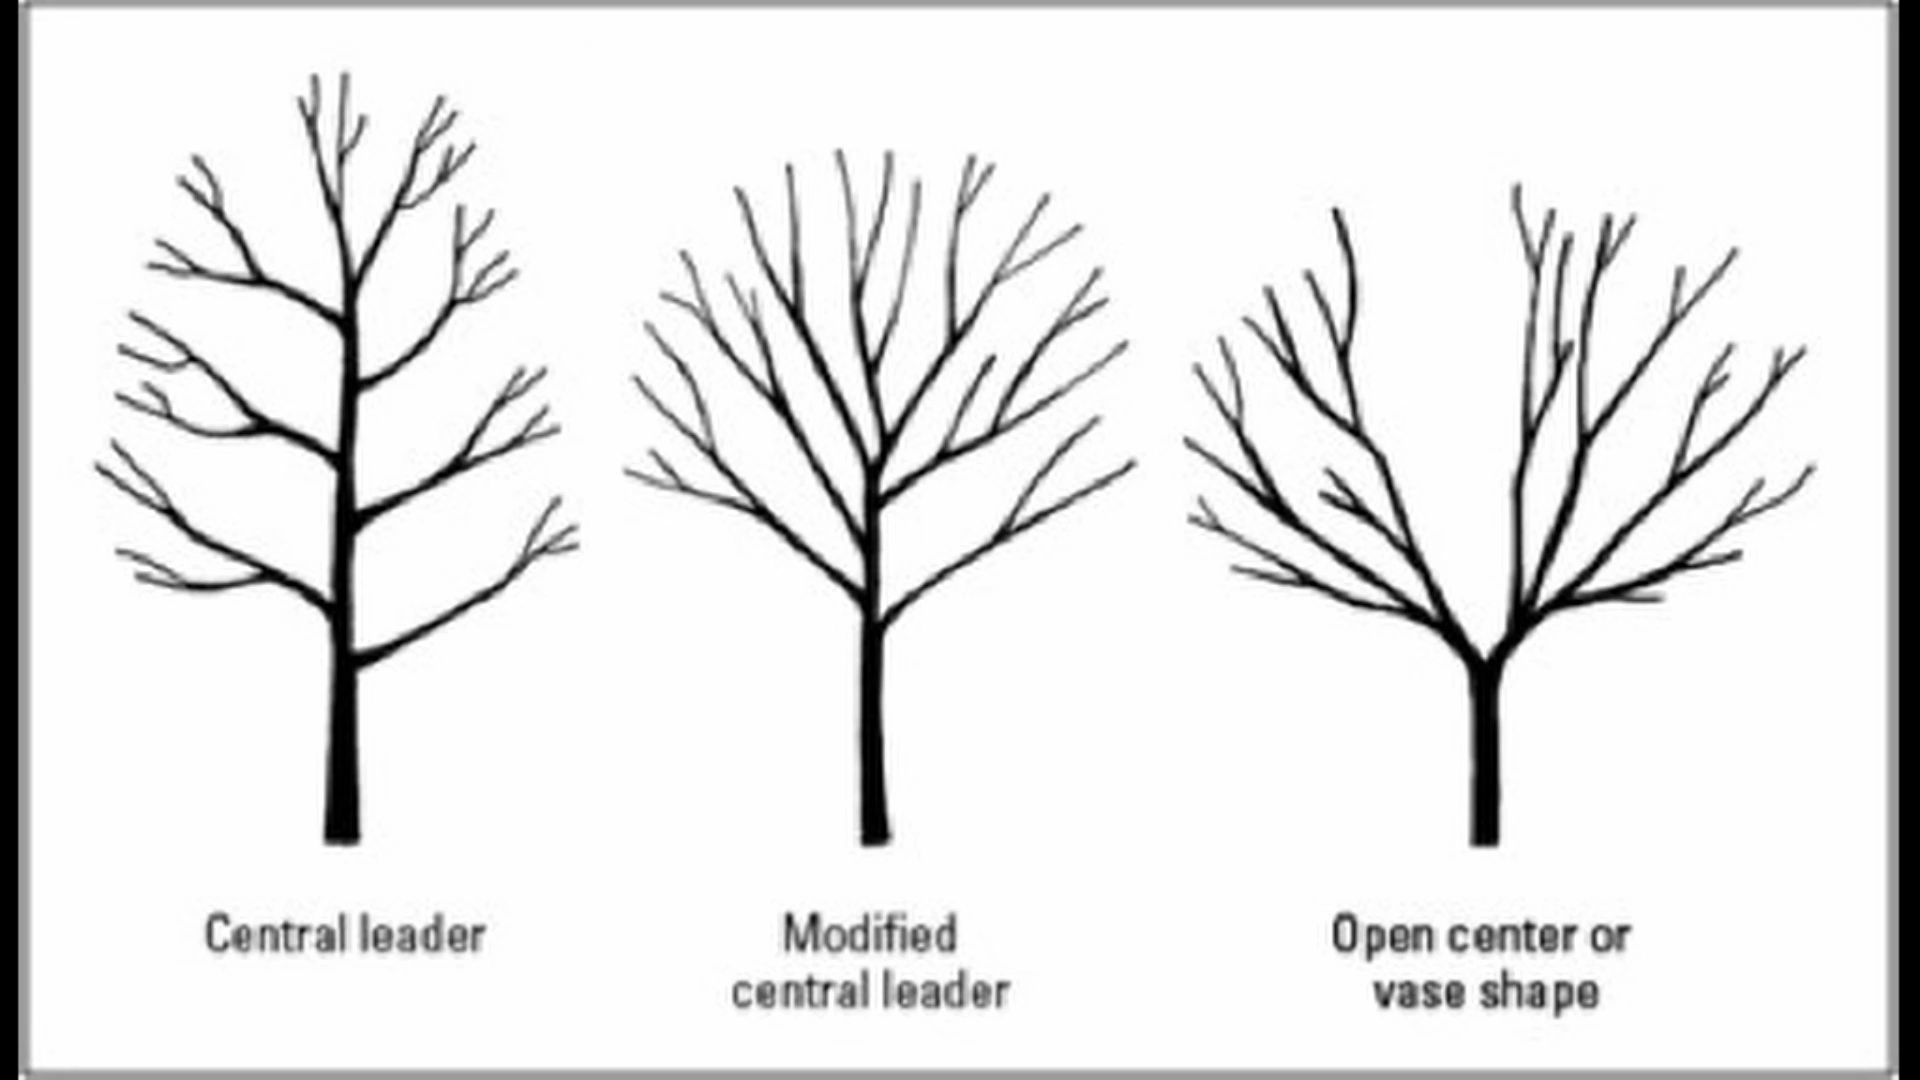 Central leader
Modified
central leader
Open center or
vase shape